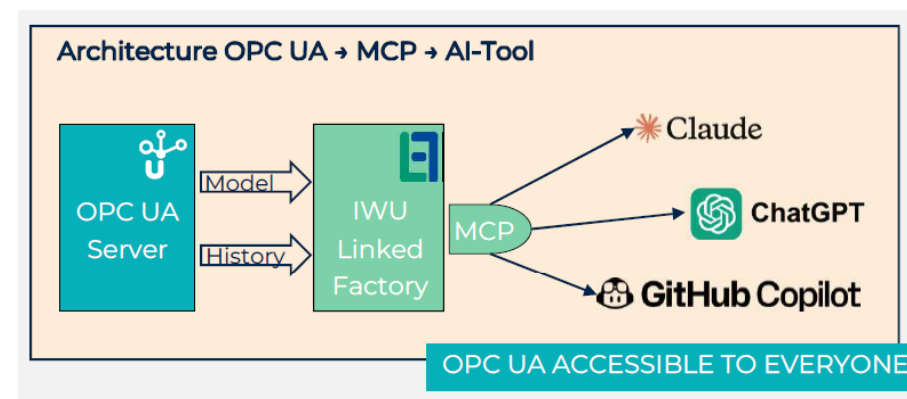 Architecture OPC UA → MCP → AI-Tool
OPC UA
Server
Model
History
IWU
Linked
Factory
MCP
Claude
ChatGPT
GitHub Copilot
OPC UA ACCESSIBLE TO EVERYONE